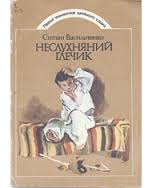 Степан Васильченко
НЕСЛУХНЯНИЙ
ГЛЕЧИК